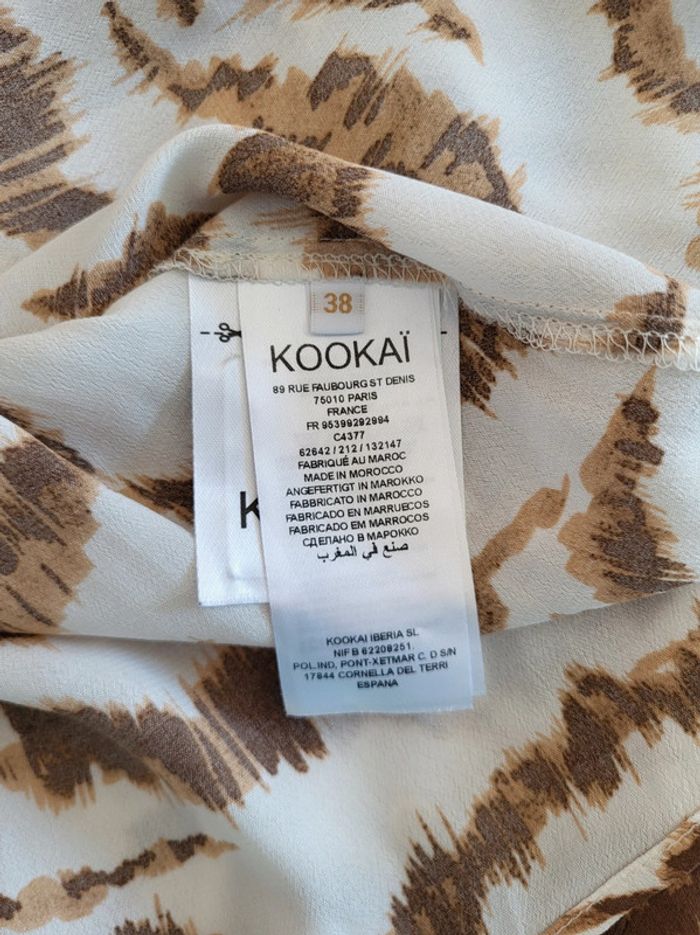 38
KOOKAÏ
89 RUE FAUBOURG ST DENIS
75010 PARIS
FRANCE
FR 95399292994
C4377
62642 / 212 / 132147
FABRIQUÉ AU MAROC
MADE IN MOROCCO
ANGEFERTIGT IN MAROKKO
FABBRICATO IN MAROCCO
FABRICADO EN MARRUECOS
FABRICADO EM MARROCOS
СДЕЛАНО В МАРОККО
صنع في المغرب
K
KOOKAI IBERIA SL
NIF B 62208251.
POL.IND, PONT-XETMAR C. D S/N
17844 CORNELLA DEL TERRI
ESPANA